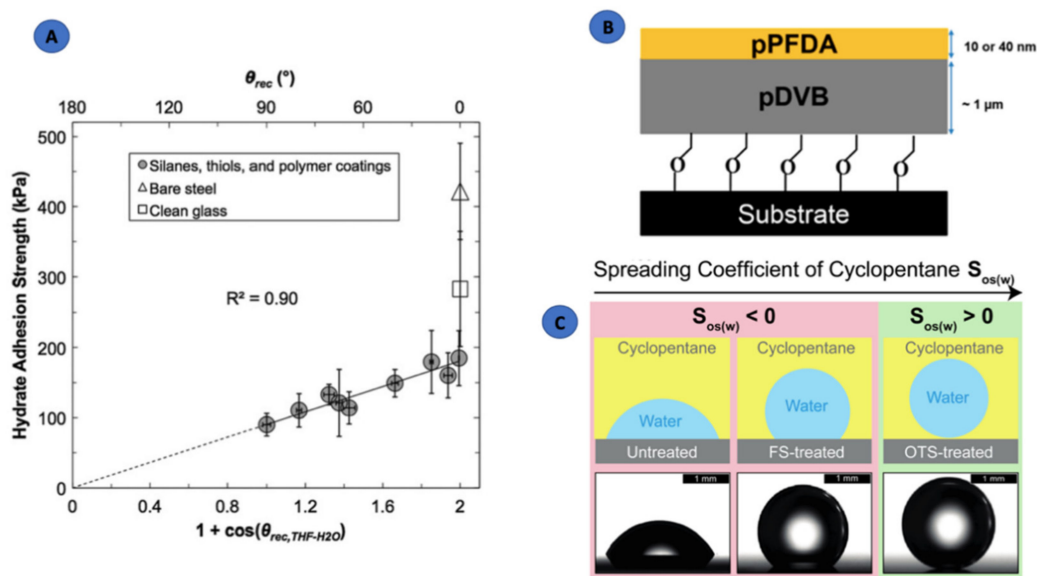 A
θrec (°)
180 120 90 60 0
500
400
300
200
100
0
Hydrate Adhesion Strength (kPa)
Silanes, thiols, and polymer coatings
Bare steel
Clean glass
R² = 0.90
0 0.4 0.8 1.2 1.6 2
1 + cos(θrec,THF-H2O)
B
pPFDA
10 or 40 nm
pDVB
~ 1 µm
O O O O O
Substrate
Spreading Coefficient of Cyclopentane Sos(w)
C
Sos(w) < 0
Sos(w) > 0
Cyclopentane Cyclopentane Cyclopentane
Water Water Water
Untreated FS-treated OTS-treated
1 mm 1 mm 1 mm